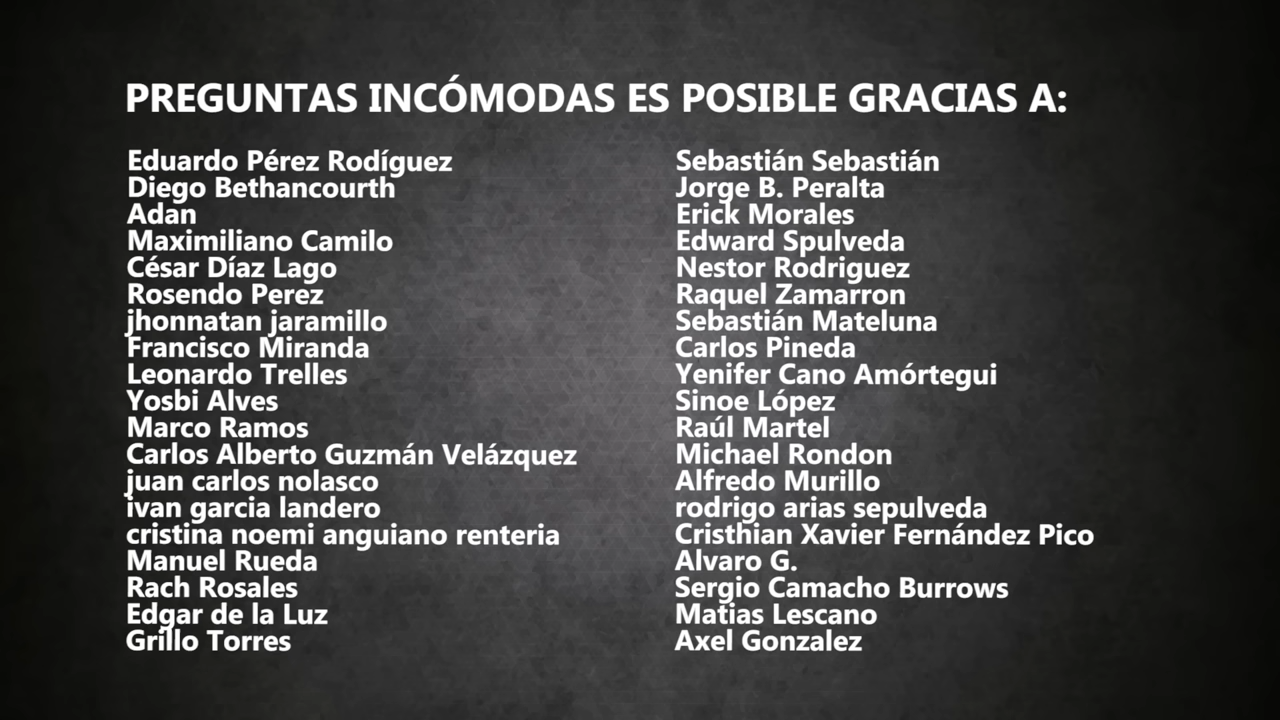 PREGUNTAS INCÓMODAS ES POSIBLE GRACIAS A:
Eduardo Pérez Rodíguez
Diego Bethancourth
Adan
Maximiliano Camilo
César Díaz Lago
Rosendo Perez
jhonnatan jaramillo
Francisco Miranda
Leonardo Trelles
Yosbi Alves
Marco Ramos
Carlos Alberto Guzmán Velázquez
juan carlos nolasco
ivan garcia landero
cristina noemi anguiano renteria
Manuel Rueda
Rach Rosales
Edgar de la Luz
Grillo Torres
Sebastián Sebastián
Jorge B. Peralta
Erick Morales
Edward Spulveda
Nestor Rodriguez
Raquel Zamarron
Sebastián Mateluna
Carlos Pineda
Yenifer Cano Amórtegui
Sinoe López
Raúl Martel
Michael Rondon
Alfredo Murillo
rodrigo arias sepulveda
Cristhian Xavier Fernández Pico
Alvaro G.
Sergio Camacho Burrows
Matias Lescano
Axel Gonzalez